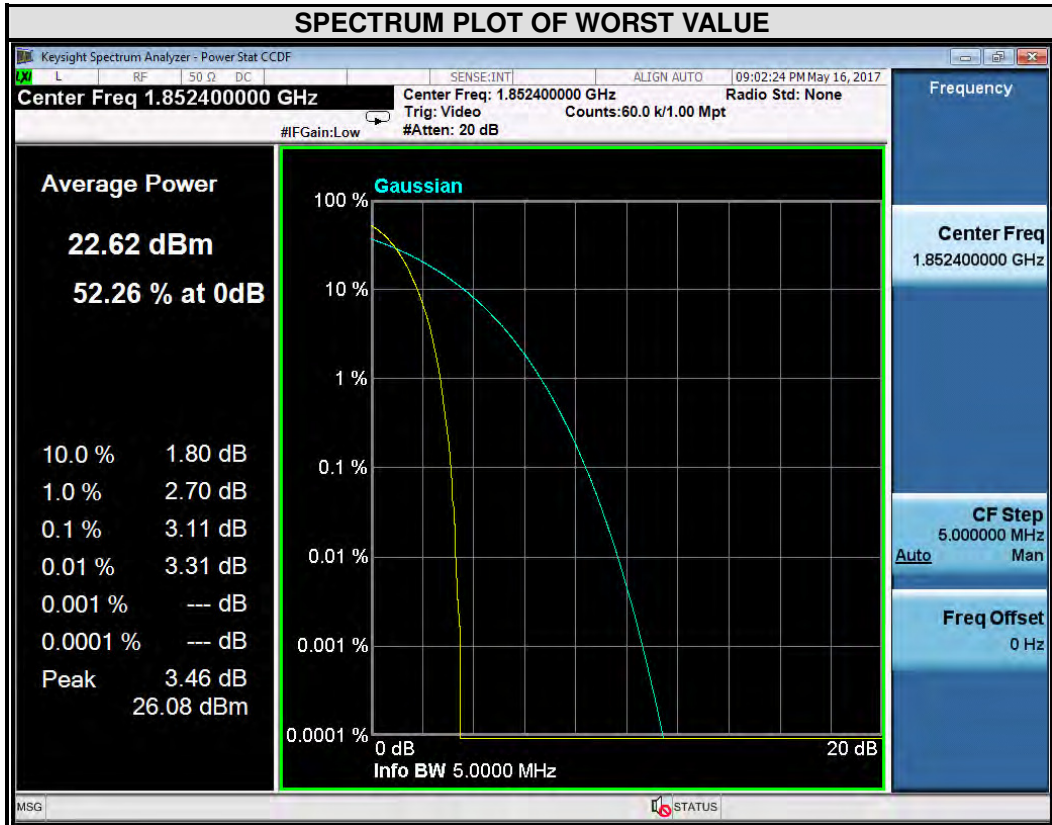 SPECTRUM PLOT OF WORST VALUE
Keysight Spectrum Analyzer - Power Stat CCDF
LXI L RF 50 Ω DC SENSE:INT ALIGN AUTO 09:02:24 PM May 16, 2017
Center Freq 1.852400000 GHz
Center Freq: 1.852400000 GHz Radio Std: None
Trig: Video Counts:60.0 k/1.00 Mpt
#IFGain:Low #Atten: 20 dB
Frequency
Average Power
22.62 dBm
52.26 % at 0dB
10.0 % 1.80 dB
1.0 % 2.70 dB
0.1 % 3.11 dB
0.01 % 3.31 dB
0.001 % --- dB
0.0001 % --- dB
Peak 3.46 dB
26.08 dBm
Gaussian
100 %
10 %
1 %
0.1 %
0.01 %
0.001 %
0.0001 %
0 dB 20 dB
Info BW 5.0000 MHz
Center Freq
1.852400000 GHz
CF Step
5.000000 MHz
Auto Man
Freq Offset
0 Hz
MSG STATUS